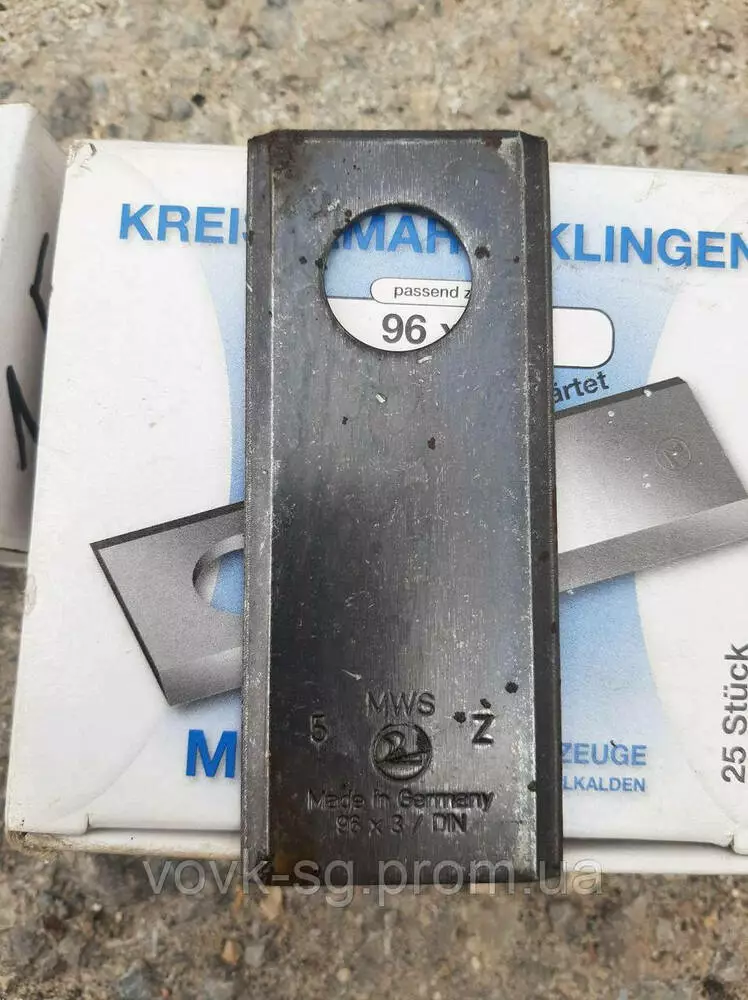 KREIS MÄH KLINGEN
passend z
96 x
ärtet
MWS
5 Z
Made in Germany
96 x 3 / DIN
M ZEUGE
LKALDEN
25 Stück
vovk-sg.prom.ua